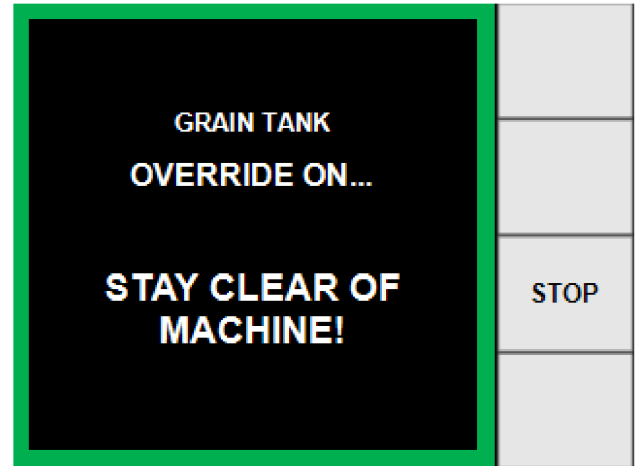 GRAIN TANK
OVERRIDE ON...
STAY CLEAR OF
MACHINE!
STOP